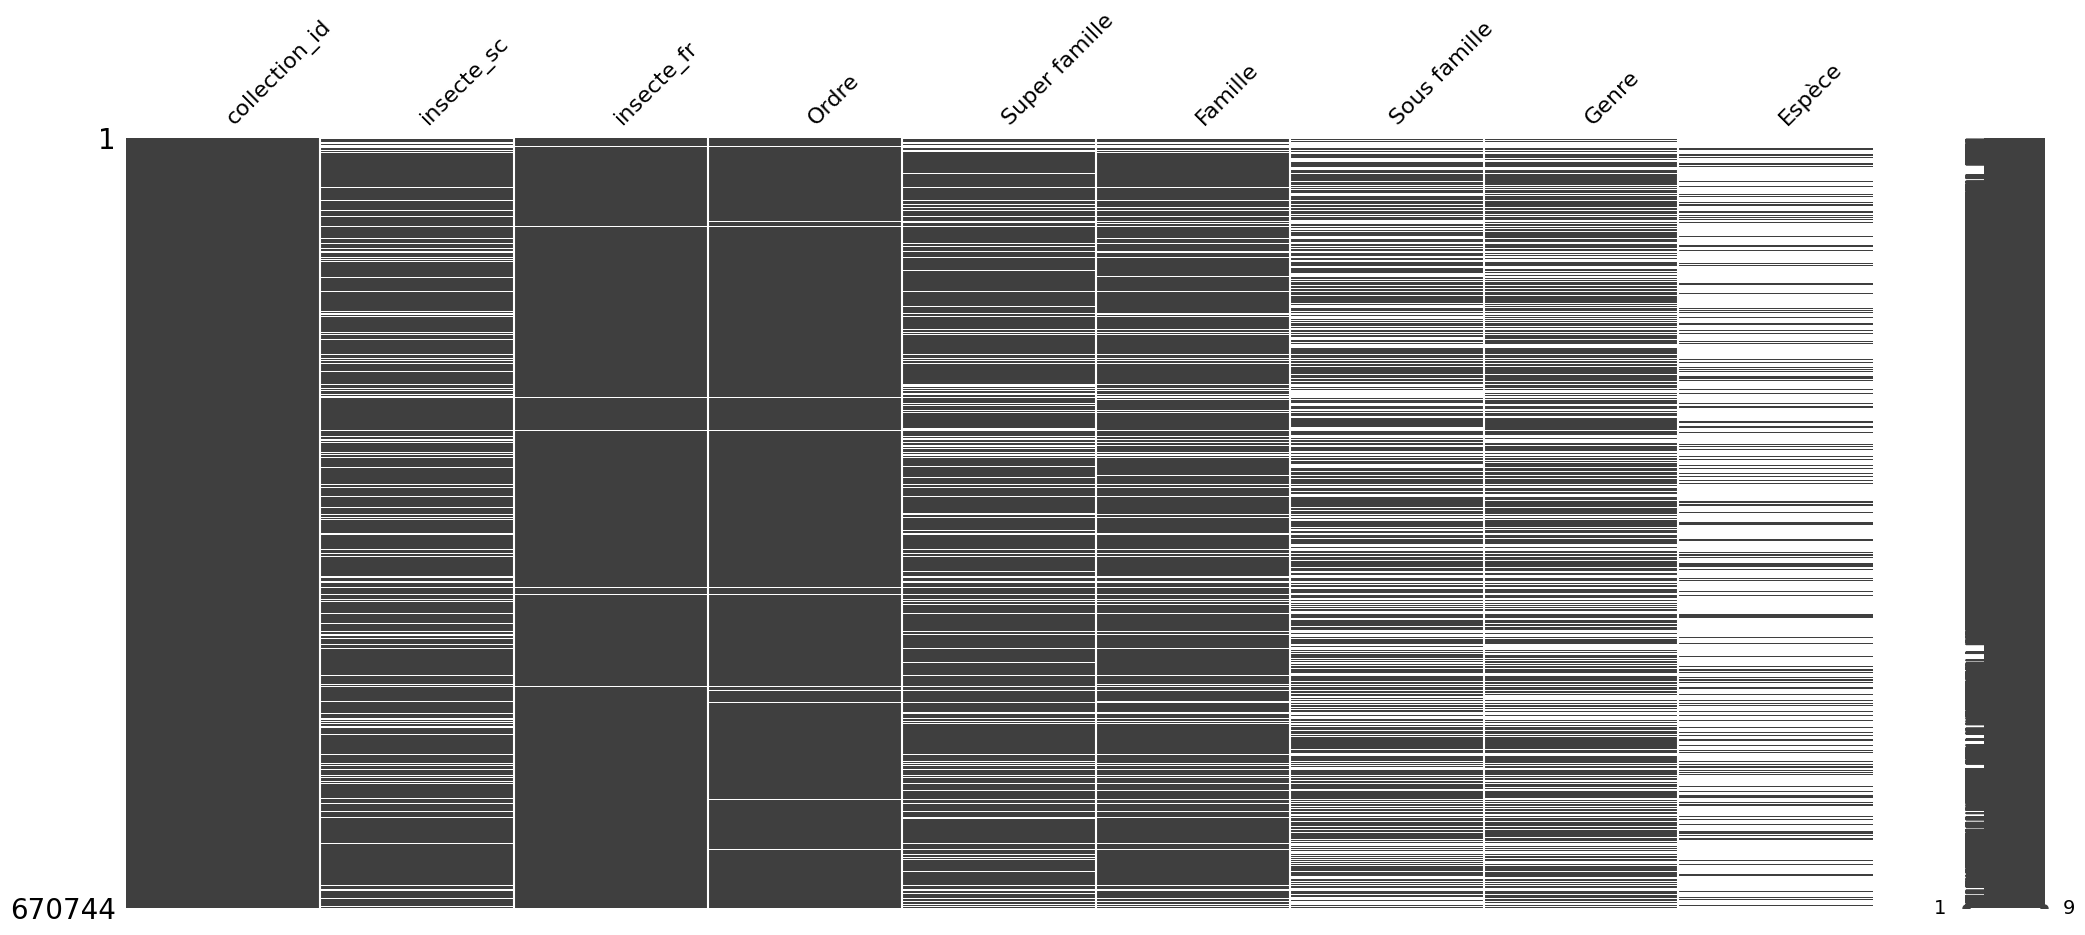 collection_id
insecte_sc
insecte_fr
Ordre
Super famille
Famille
Sous famille
Genre
Espèce
1
670744
1
9